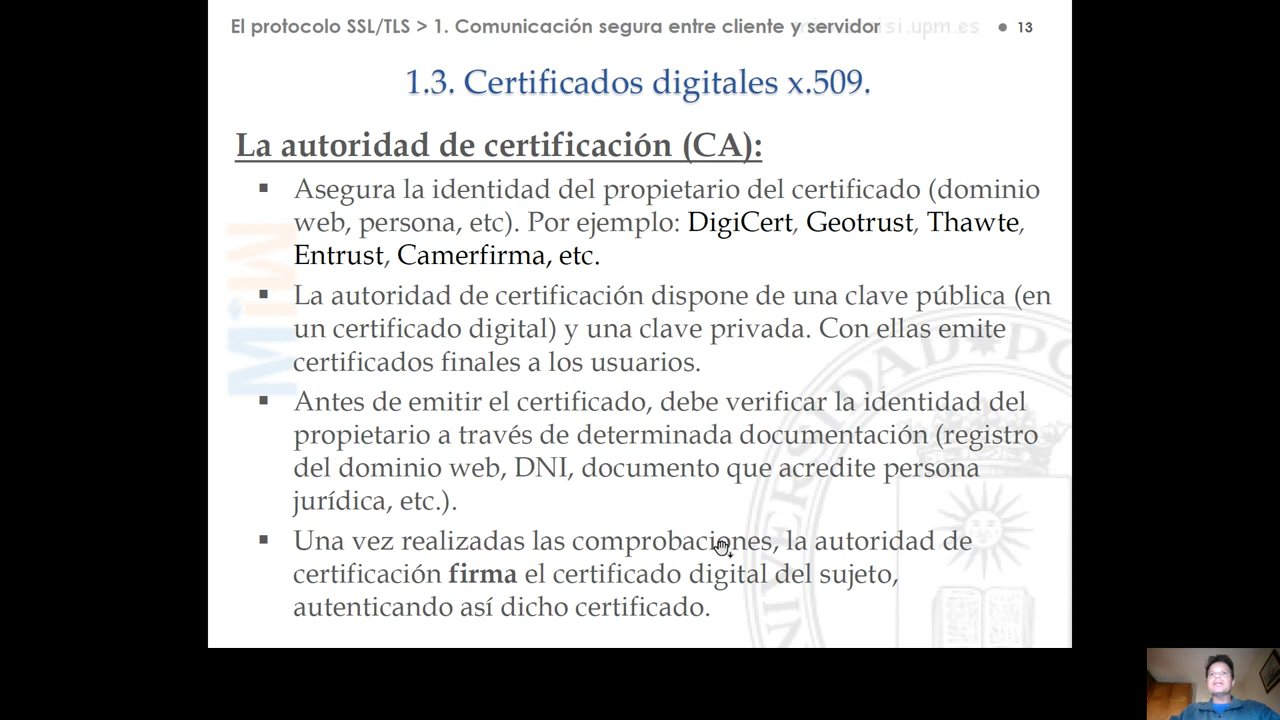 El protocolo SSL/TLS > 1. Comunicación segura entre cliente y servidor ● 13
1.3. Certificados digitales x.509.
La autoridad de certificación (CA):
▪ Asegura la identidad del propietario del certificado (dominio
web, persona, etc). Por ejemplo: DigiCert, Geotrust, Thawte,
Entrust, Camerfirma, etc.
▪ La autoridad de certificación dispone de una clave pública (en
un certificado digital) y una clave privada. Con ellas emite
certificados finales a los usuarios.
▪ Antes de emitir el certificado, debe verificar la identidad del
propietario a través de determinada documentación (registro
del dominio web, DNI, documento que acredite persona
jurídica, etc.).
▪ Una vez realizadas las comprobaciones, la autoridad de
certificación firma el certificado digital del sujeto,
autenticando así dicho certificado.
MiW